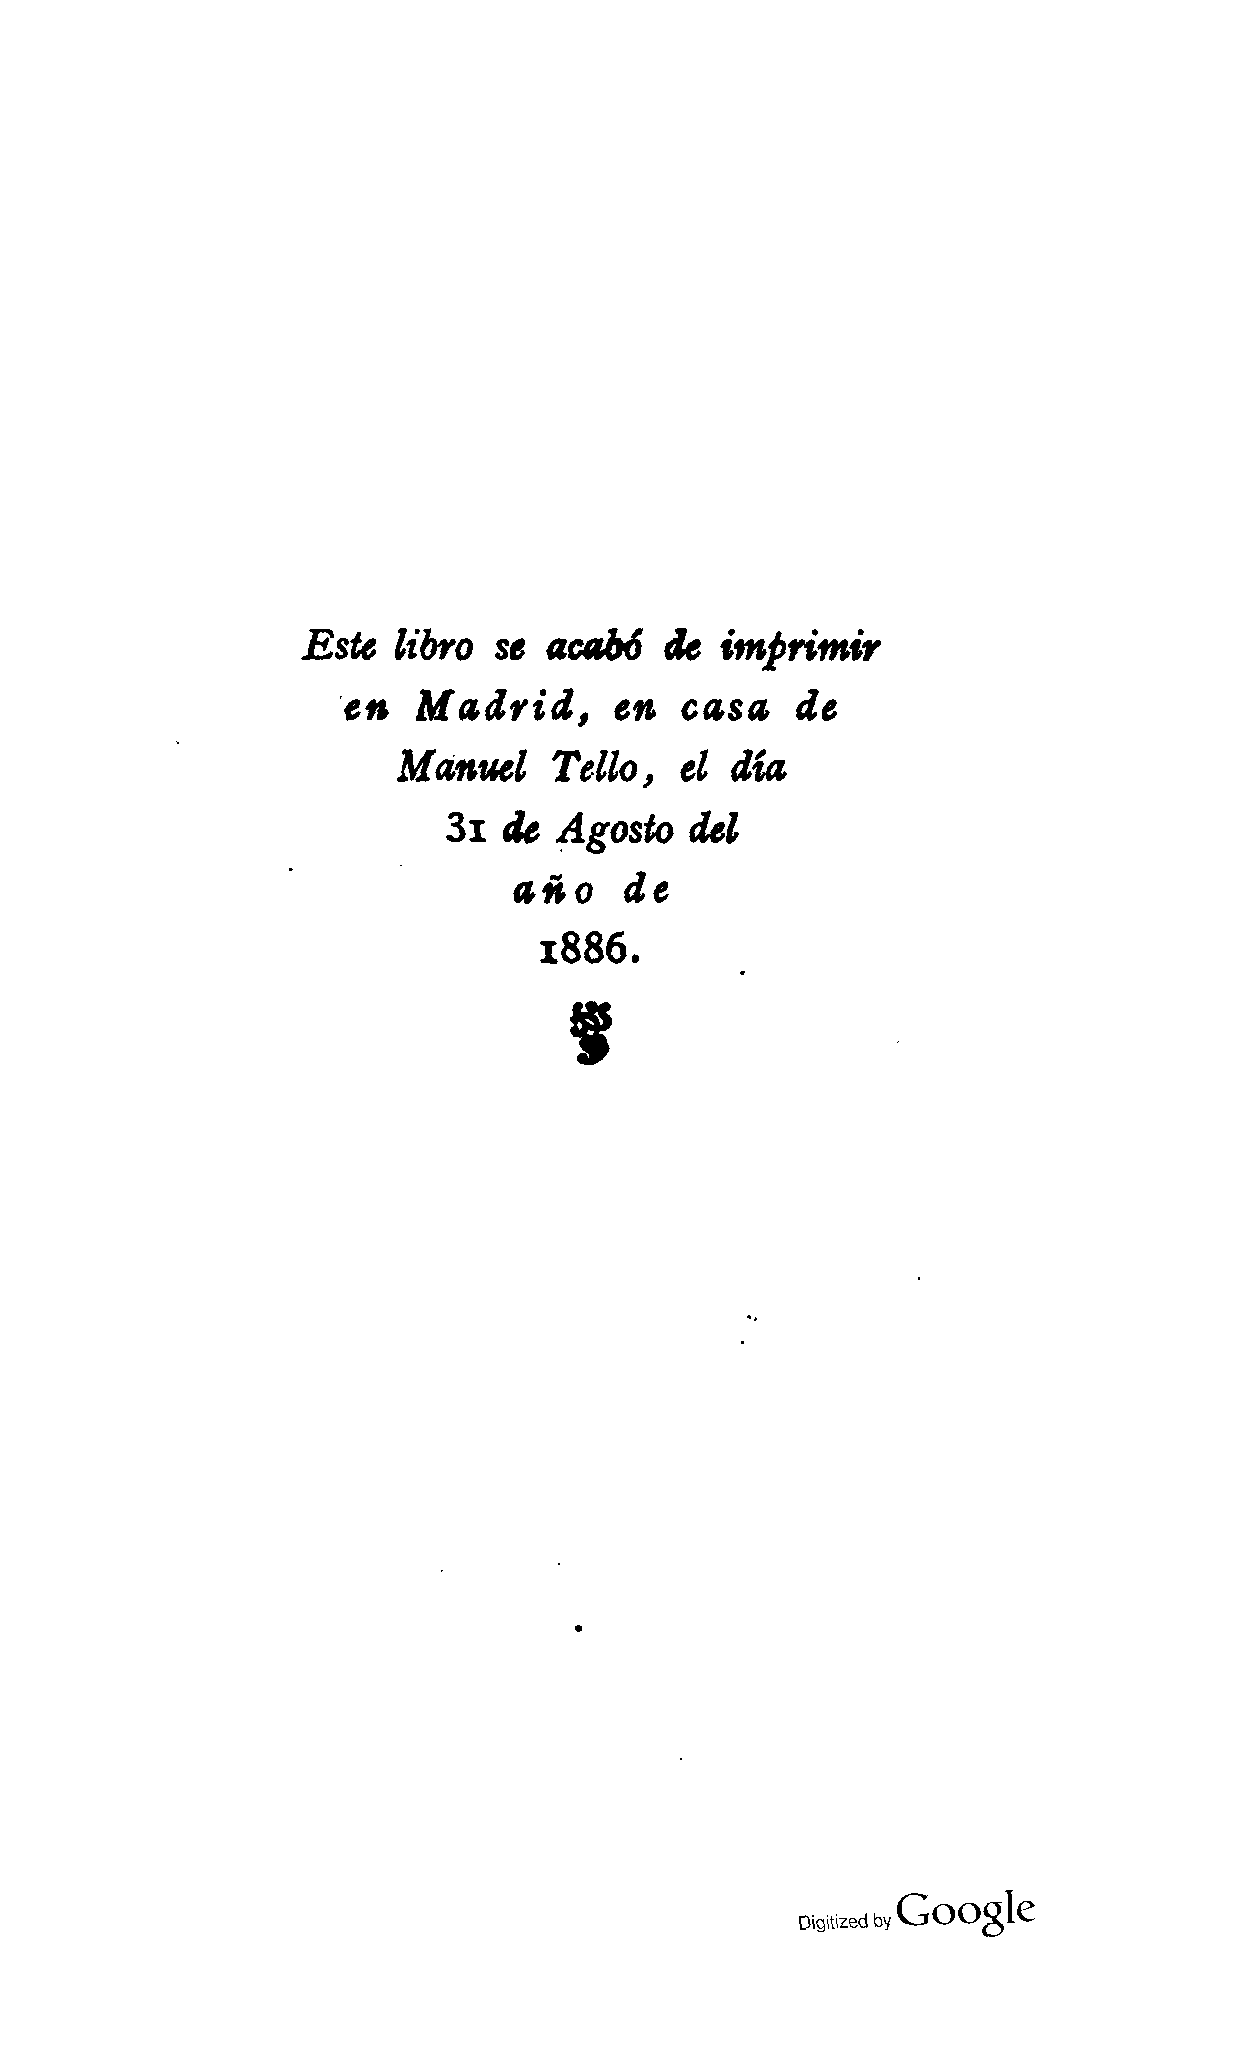 Este libro se acabó de imprimir
en Madrid, en casa de
Manuel Tello, el día
31 de Agosto del
año de
1886.
Digitized by Google